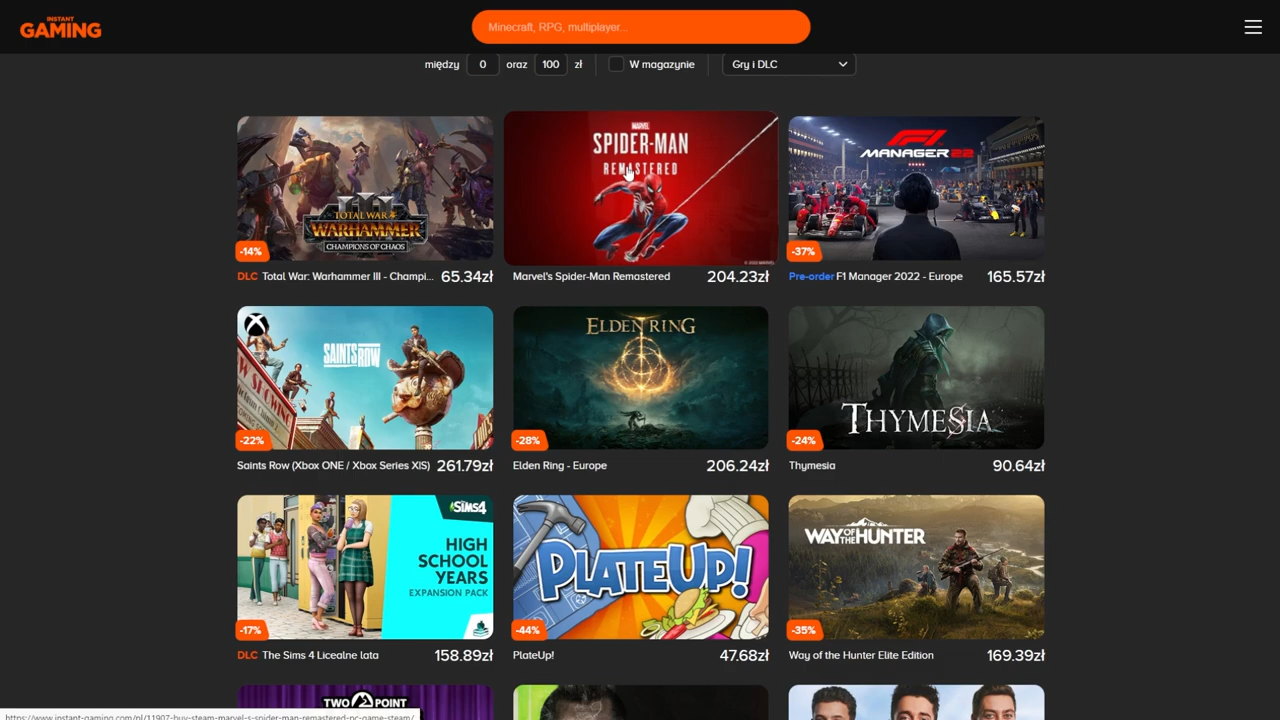 INSTANT
GAMING
Minecraft, RPG, multiplayer...
między 0 oraz 100 zł W magazynie Gry i DLC
TOTAL WAR
WARHAMMER
III
CHAMPIONS OF CHAOS
-14%
DLC Total War: Warhammer III - Champi... 65.34zł
MARVEL
SPIDER-MAN
REMASTERED
Marvel's Spider-Man Remastered 204.23zł
F1
MANAGER 22
-37%
Pre-order F1 Manager 2022 - Europe 165.57zł
SAINTS ROW
-22%
Saints Row (Xbox ONE / Xbox Series X|S) 261.79zł
ELDEN RING
-28%
Elden Ring - Europe 206.24zł
THYMESIA
-24%
Thymesia 90.64zł
SIMS4
HIGH
SCHOOL
YEARS
EXPANSION PACK
-17%
DLC The Sims 4 Licealne lata 158.89zł
PLATEUP!
-44%
PlateUp! 47.68zł
WAY OF THE HUNTER
-35%
Way of the Hunter Elite Edition 169.39zł
TWO POINT
https://www.instant-gaming.com/pl/11907-buy-steam-marvel-s-spider-man-remastered-pc-game-steam/